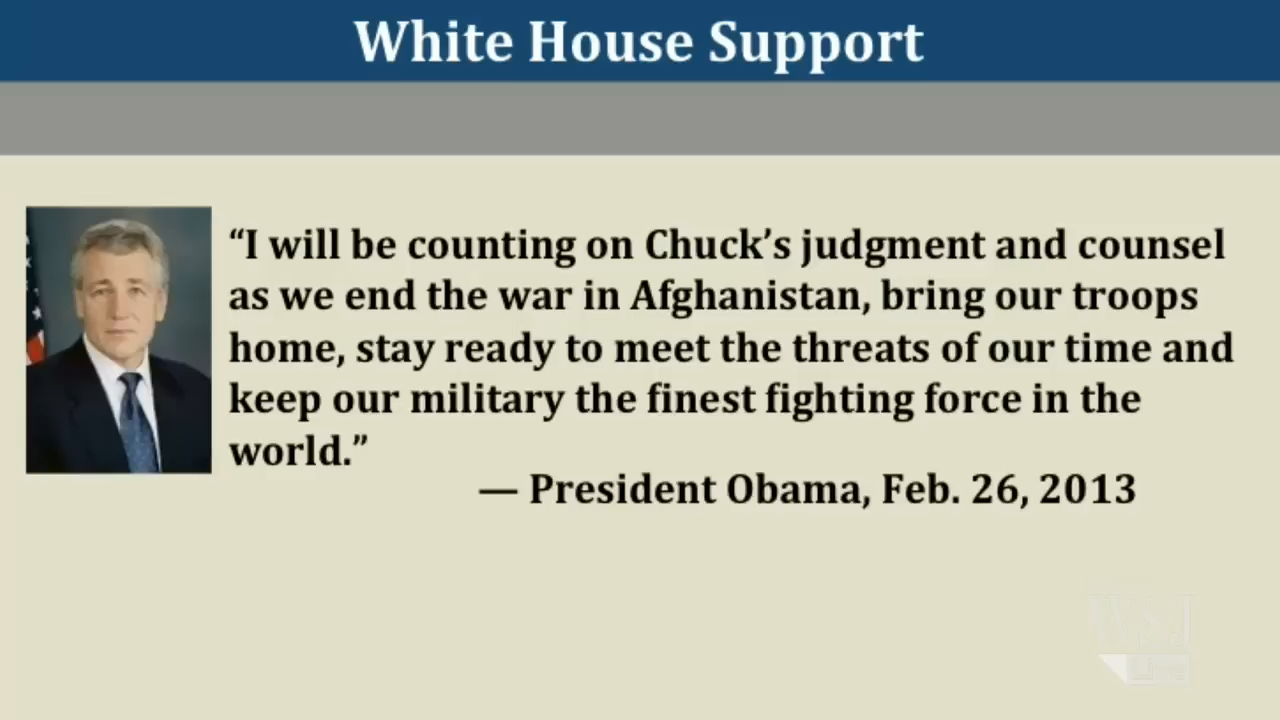 White House Support
“I will be counting on Chuck’s judgment and counsel
as we end the war in Afghanistan, bring our troops
home, stay ready to meet the threats of our time and
keep our military the finest fighting force in the
world.”
— President Obama, Feb. 26, 2013